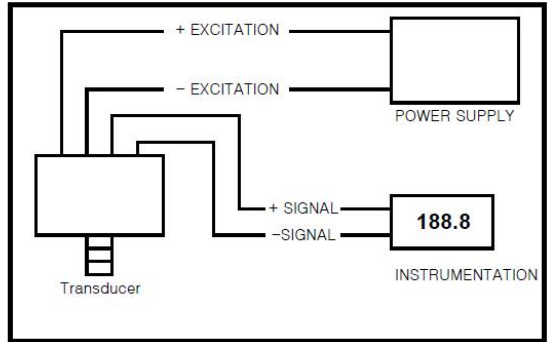 + EXCITATION
− EXCITATION
POWER SUPPLY
+ SIGNAL
−SIGNAL
188.8
INSTRUMENTATION
Transducer